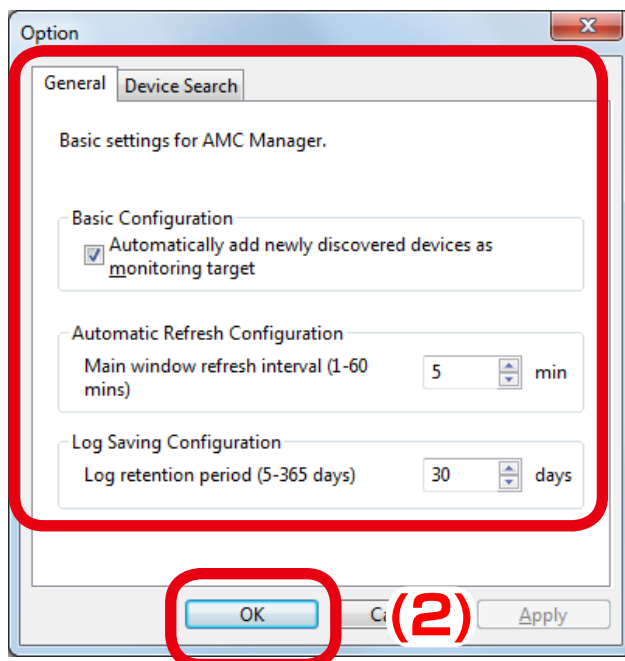 Option
General
Device Search
Basic settings for AMC Manager.
Basic Configuration
Automatically add newly discovered devices as
monitoring target
Automatic Refresh Configuration
Main window refresh interval (1-60
mins)
5
min
Log Saving Configuration
Log retention period (5-365 days)
30
days
OK
(2)
Apply